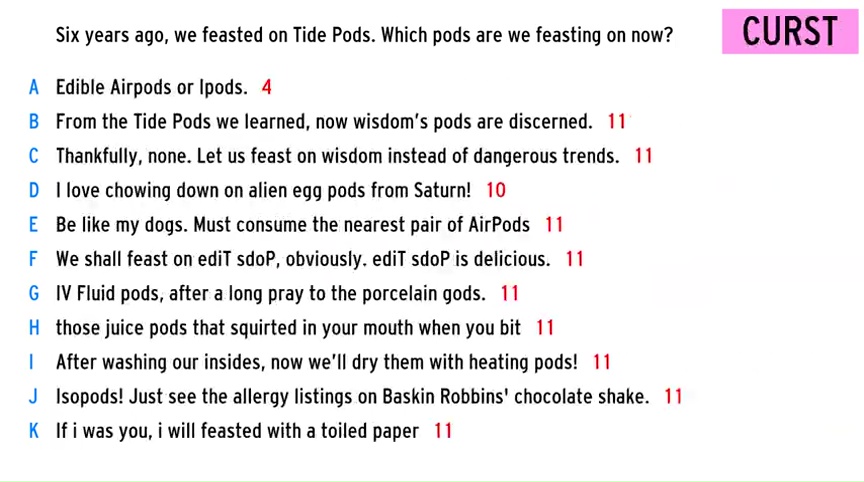 Six years ago, we feasted on Tide Pods. Which pods are we feasting on now?
CURST
A Edible Airpods or Ipods. 4
B From the Tide Pods we learned, now wisdom's pods are discerned. 11
C Thankfully, none. Let us feast on wisdom instead of dangerous trends. 11
D I love chowing down on alien egg pods from Saturn! 10
E Be like my dogs. Must consume the nearest pair of AirPods 11
F We shall feast on ediT sdoP, obviously. ediT sdoP is delicious. 11
G IV Fluid pods, after a long pray to the porcelain gods. 11
H those juice pods that squirted in your mouth when you bit 11
I After washing our insides, now we'll dry them with heating pods! 11
J Isopods! Just see the allergy listings on Baskin Robbins' chocolate shake. 11
K If i was you, i will feasted with a toiled paper 11